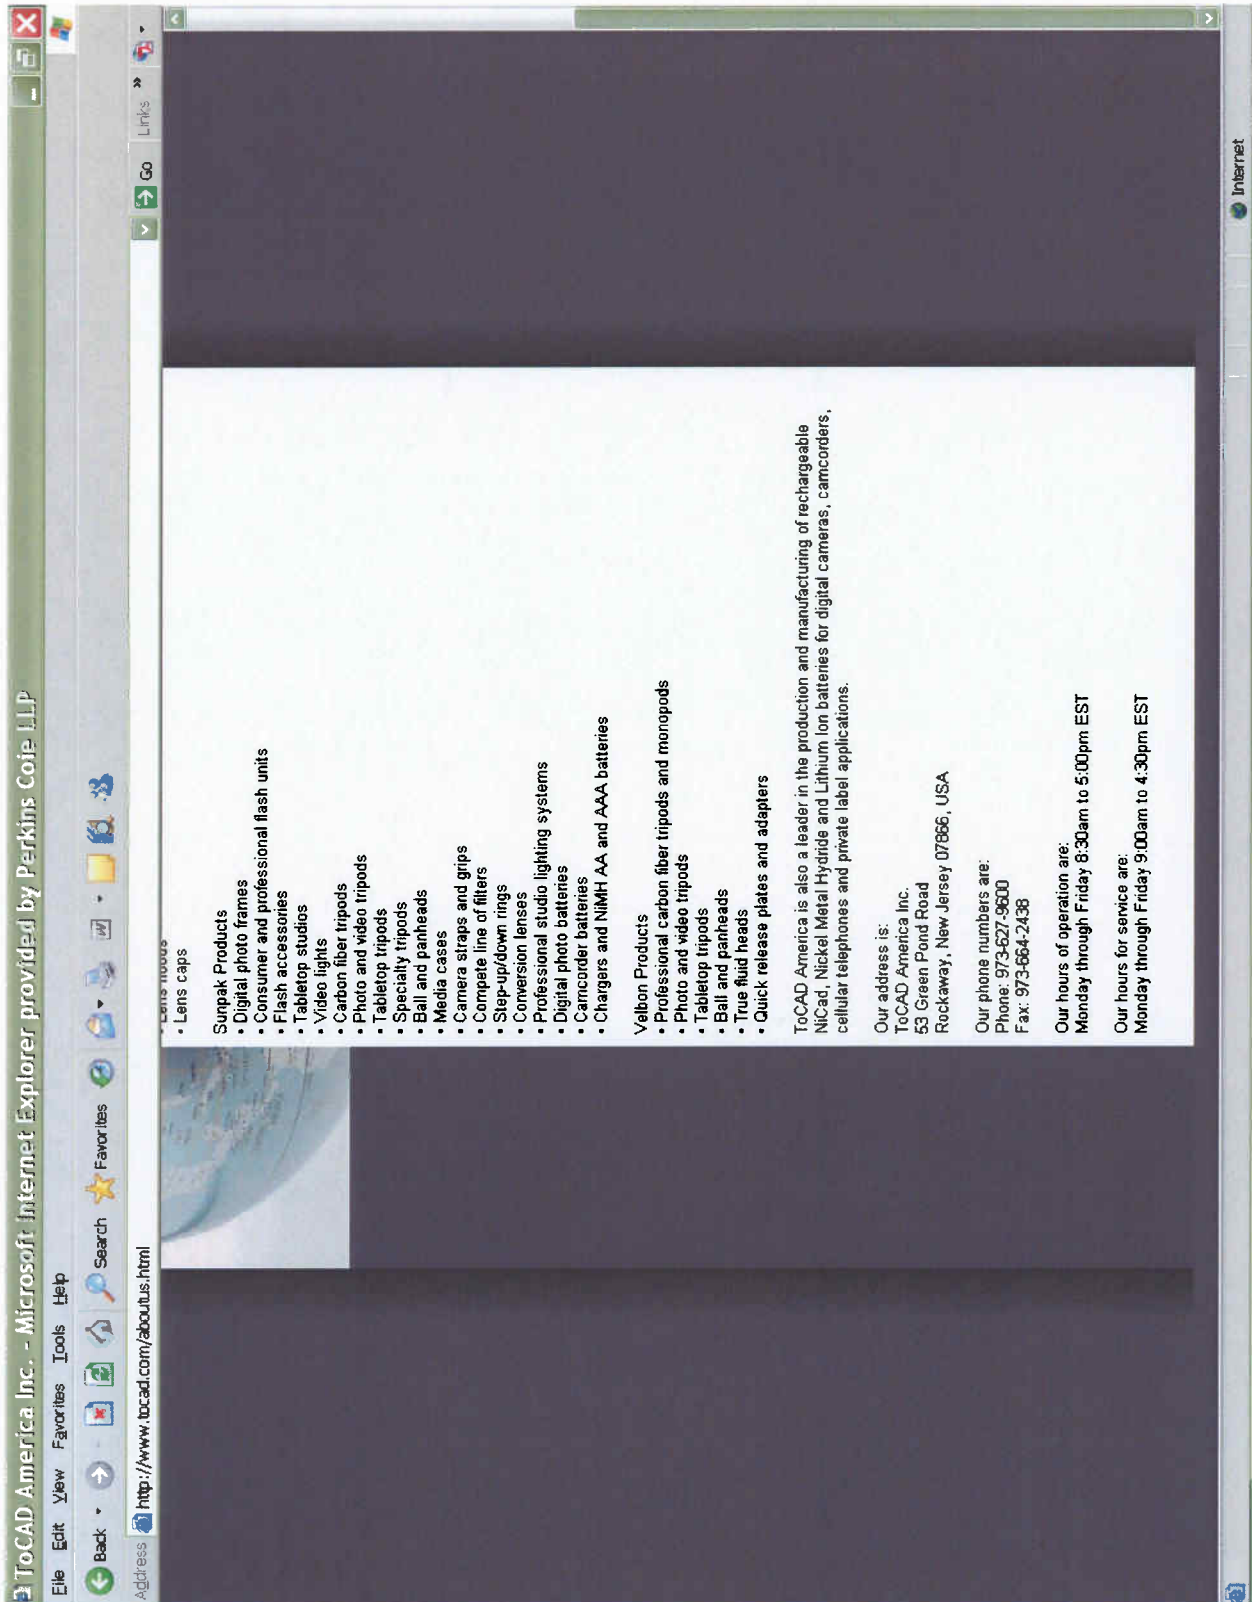 ToCAD America Inc. - Microsoft Internet Explorer provided by Perkins Coie LLP
File Edit View Favorites Tools Help
Back Search Favorites
Address http://www.tocad.com/aboutus.html Go Links »
• Lens hoods
• Lens caps
Sunpak Products
• Digital photo frames
• Consumer and professional flash units
• Flash accessories
• Tabletop studios
• Video lights
• Carbon fiber tripods
• Photo and video tripods
• Tabletop tripods
• Specialty tripods
• Ball and panheads
• Media cases
• Camera straps and grips
• Compete line of filters
• Step-up/down rings
• Conversion lenses
• Professional studio lighting systems
• Digital photo batteries
• Camcorder batteries
• Chargers and NiMH AA and AAA batteries
Velbon Products
• Professional carbon fiber tripods and monopods
• Photo and video tripods
• Tabletop tripods
• Ball and panheads
• True fluid heads
• Quick release plates and adapters
ToCAD America is also a leader in the production and manufacturing of rechargeable
NiCad, Nickel Metal Hydride and Lithium Ion batteries for digital cameras, camcorders,
cellular telephones and private label applications.
Our address is:
ToCAD America Inc.
53 Green Pond Road
Rockaway, New Jersey 07866, USA
Our phone numbers are:
Phone: 973-627-9600
Fax: 973-664-2438
Our hours of operation are:
Monday through Friday 8:30am to 5:00pm EST
Our hours for service are:
Monday through Friday 9:00am to 4:30pm EST
Internet